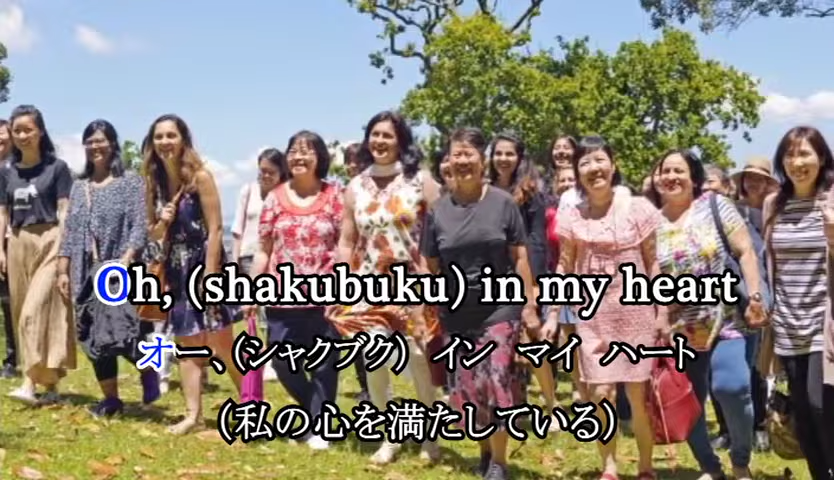 Oh, (shakubuku) in my heart
オー、(シャクブク) イン マイ ハート
(私の心を満たしている)